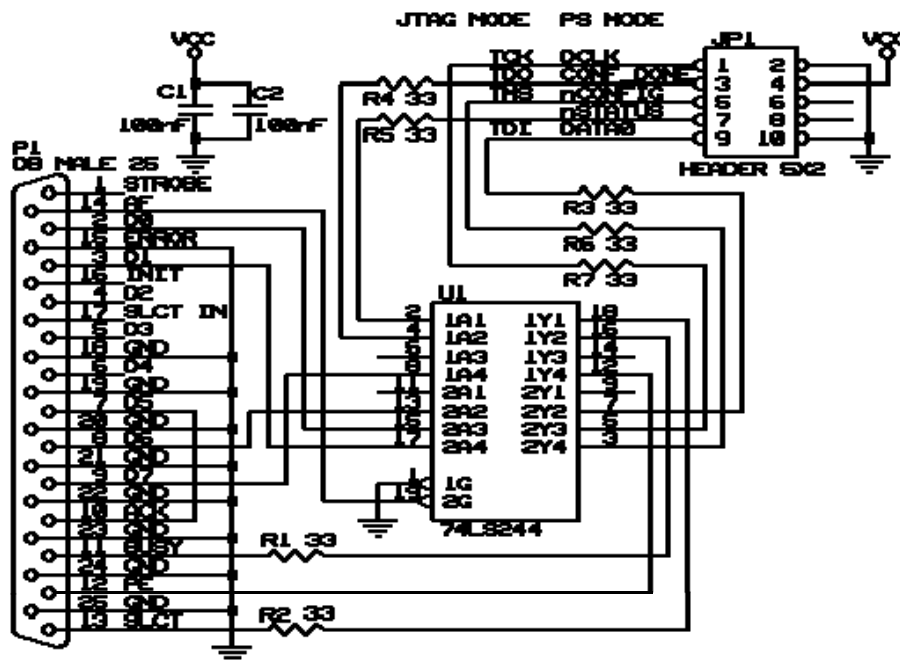 JTAG MODE PS MODE
VCC
C1 C2
100nF 100nF
TCK DCLK
TDO CONF_DONE
TMS nCONFIG
nSTATUS
TDI DATA0
R4 33
R5 33
JP1
1 2
3 4
5 6
7 8
9 10
HEADER 5X2
VCC
R3 33
R6 33
R7 33
P1
DB MALE 25
1 STROBE
14 AF
2 D0
15 ERROR
3 D1
16 INIT
4 D2
17 SLCT IN
5 D3
18 GND
6 D4
19 GND
7 D5
20 GND
8 D6
21 GND
9 D7
22 GND
10 ACK
23 GND
11 BUSY
24 GND
12 PE
25 GND
13 SLCT
U1
2 1A1 1Y1 18
4 1A2 1Y2 16
6 1A3 1Y3 14
8 1A4 1Y4 12
11 2A1 2Y1 9
13 2A2 2Y2 7
15 2A3 2Y3 5
17 2A4 2Y4 3
1 1G
19 2G
74LS244
R1 33
R2 33